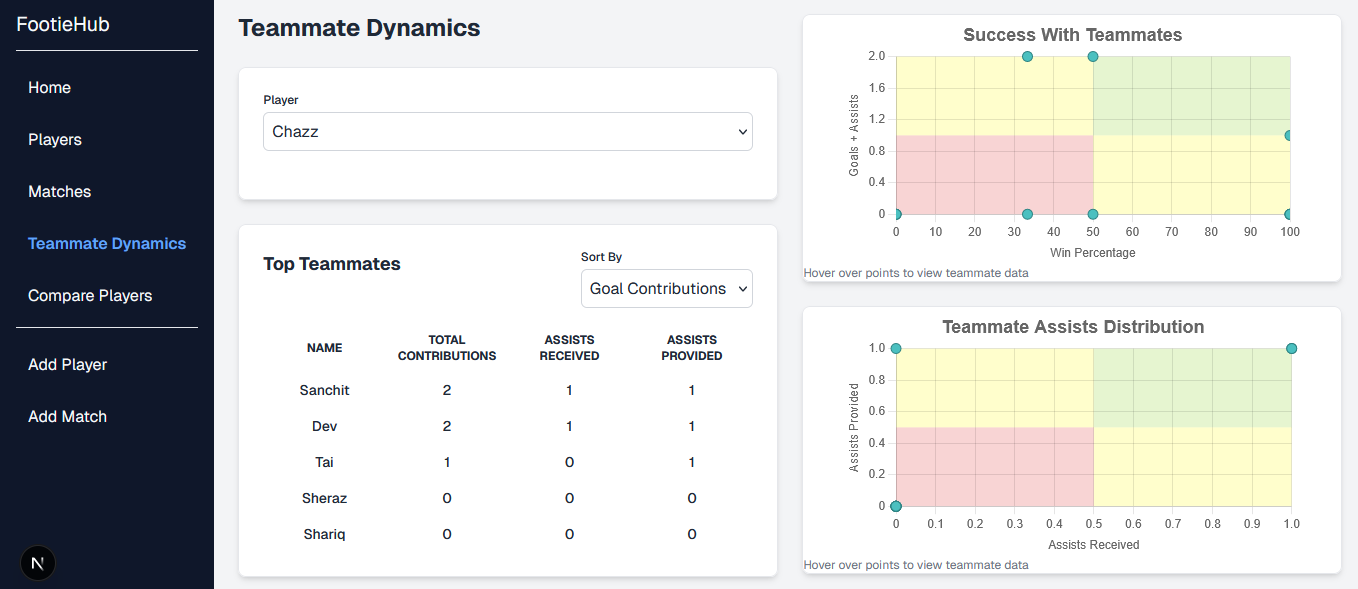 FootieHub
Home
Players
Matches
Teammate Dynamics
Compare Players
Add Player
Add Match
N
Teammate Dynamics
Player
Chazz
Top Teammates
Sort By
Goal Contributions
NAME TOTAL CONTRIBUTIONS ASSISTS RECEIVED ASSISTS PROVIDED
Sanchit 2 1 1
Dev 2 1 1
Tai 1 0 1
Sheraz 0 0 0
Shariq 0 0 0
Success With Teammates
Goals + Assists
2.0
1.6
1.2
0.8
0.4
0
0 10 20 30 40 50 60 70 80 90 100
Win Percentage
Hover over points to view teammate data
Teammate Assists Distribution
Assists Provided
1.0
0.8
0.6
0.4
0.2
0
0 0.1 0.2 0.3 0.4 0.5 0.6 0.7 0.8 0.9 1.0
Assists Received
Hover over points to view teammate data